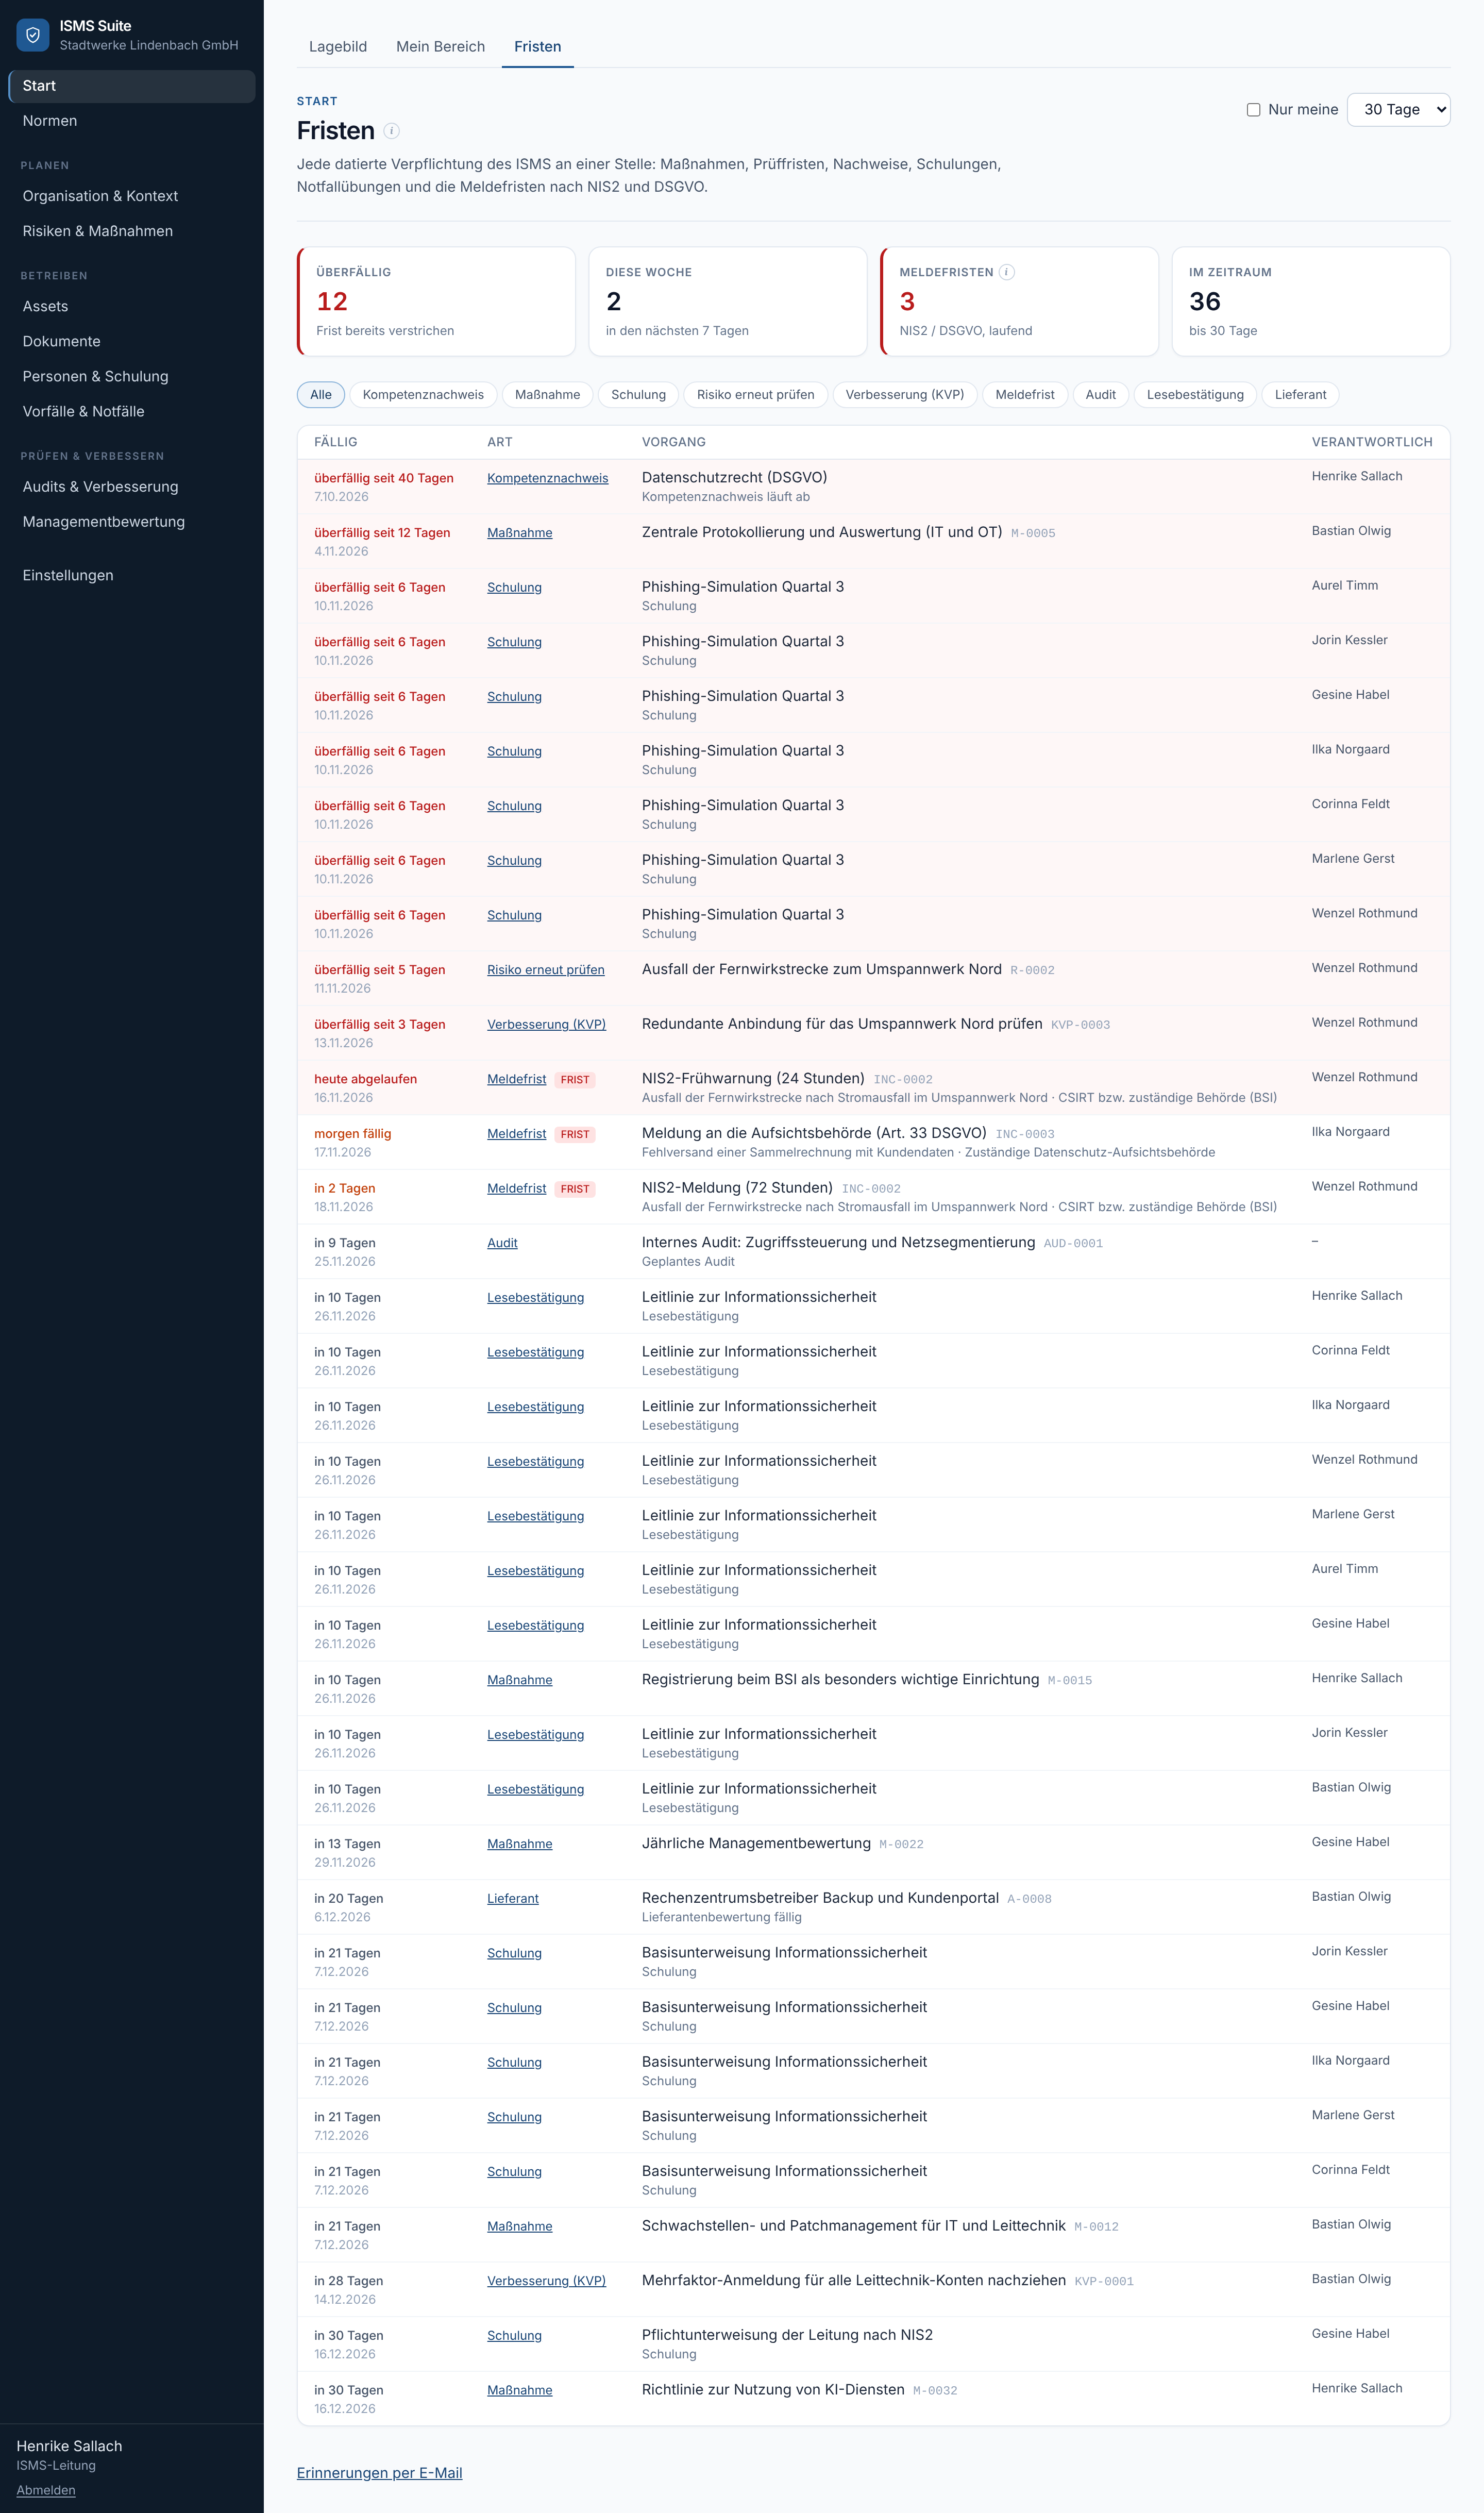 ISMS Suite
Stadtwerke Lindenbach GmbH
Start
Normen
PLANEN
Organisation & Kontext
Risiken & Maßnahmen
BETREIBEN
Assets
Dokumente
Personen & Schulung
Vorfälle & Notfälle
PRÜFEN & VERBESSERN
Audits & Verbesserung
Managementbewertung
Einstellungen
Henrike Sallach
ISMS-Leitung
Abmelden
Lagebild Mein Bereich Fristen
START
Fristen i
Nur meine 30 Tage
Jede datierte Verpflichtung des ISMS an einer Stelle: Maßnahmen, Prüffristen, Nachweise, Schulungen,
Notfallübungen und die Meldefristen nach NIS2 und DSGVO.
ÜBERFÄLLIG
12
Frist bereits verstrichen
DIESE WOCHE
2
in den nächsten 7 Tagen
MELDEFRISTEN i
3
NIS2 / DSGVO, laufend
IM ZEITRAUM
36
bis 30 Tage
Alle Kompetenznachweis Maßnahme Schulung Risiko erneut prüfen Verbesserung (KVP) Meldefrist Audit Lesebestätigung Lieferant
FÄLLIG ART VORGANG VERANTWORTLICH
überfällig seit 40 Tagen Kompetenznachweis Datenschutzrecht (DSGVO) Henrike Sallach
7.10.2026 Kompetenznachweis läuft ab
überfällig seit 12 Tagen Maßnahme Zentrale Protokollierung und Auswertung (IT und OT) M-0005 Bastian Olwig
4.11.2026
überfällig seit 6 Tagen Schulung Phishing-Simulation Quartal 3 Aurel Timm
10.11.2026 Schulung
überfällig seit 6 Tagen Schulung Phishing-Simulation Quartal 3 Jorin Kessler
10.11.2026 Schulung
überfällig seit 6 Tagen Schulung Phishing-Simulation Quartal 3 Gesine Habel
10.11.2026 Schulung
überfällig seit 6 Tagen Schulung Phishing-Simulation Quartal 3 Ilka Norgaard
10.11.2026 Schulung
überfällig seit 6 Tagen Schulung Phishing-Simulation Quartal 3 Corinna Feldt
10.11.2026 Schulung
überfällig seit 6 Tagen Schulung Phishing-Simulation Quartal 3 Marlene Gerst
10.11.2026 Schulung
überfällig seit 6 Tagen Schulung Phishing-Simulation Quartal 3 Wenzel Rothmund
10.11.2026 Schulung
überfällig seit 5 Tagen Risiko erneut prüfen Ausfall der Fernwirkstrecke zum Umspannwerk Nord R-0002 Wenzel Rothmund
11.11.2026
überfällig seit 3 Tagen Verbesserung (KVP) Redundante Anbindung für das Umspannwerk Nord prüfen KVP-0003 Wenzel Rothmund
13.11.2026
heute abgelaufen Meldefrist FRIST NIS2-Frühwarnung (24 Stunden) INC-0002 Wenzel Rothmund
16.11.2026 Ausfall der Fernwirkstrecke nach Stromausfall im Umspannwerk Nord · CSIRT bzw. zuständige Behörde (BSI)
morgen fällig Meldefrist FRIST Meldung an die Aufsichtsbehörde (Art. 33 DSGVO) INC-0003 Ilka Norgaard
17.11.2026 Fehlversand einer Sammelrechnung mit Kundendaten · Zuständige Datenschutz-Aufsichtsbehörde
in 2 Tagen Meldefrist FRIST NIS2-Meldung (72 Stunden) INC-0002 Wenzel Rothmund
18.11.2026 Ausfall der Fernwirkstrecke nach Stromausfall im Umspannwerk Nord · CSIRT bzw. zuständige Behörde (BSI)
in 9 Tagen Audit Internes Audit: Zugriffssteuerung und Netzsegmentierung AUD-0001 –
25.11.2026 Geplantes Audit
in 10 Tagen Lesebestätigung Leitlinie zur Informationssicherheit Henrike Sallach
26.11.2026 Lesebestätigung
in 10 Tagen Lesebestätigung Leitlinie zur Informationssicherheit Corinna Feldt
26.11.2026 Lesebestätigung
in 10 Tagen Lesebestätigung Leitlinie zur Informationssicherheit Ilka Norgaard
26.11.2026 Lesebestätigung
in 10 Tagen Lesebestätigung Leitlinie zur Informationssicherheit Wenzel Rothmund
26.11.2026 Lesebestätigung
in 10 Tagen Lesebestätigung Leitlinie zur Informationssicherheit Marlene Gerst
26.11.2026 Lesebestätigung
in 10 Tagen Lesebestätigung Leitlinie zur Informationssicherheit Aurel Timm
26.11.2026 Lesebestätigung
in 10 Tagen Lesebestätigung Leitlinie zur Informationssicherheit Gesine Habel
26.11.2026 Lesebestätigung
in 10 Tagen Maßnahme Registrierung beim BSI als besonders wichtige Einrichtung M-0015 Henrike Sallach
26.11.2026
in 10 Tagen Lesebestätigung Leitlinie zur Informationssicherheit Jorin Kessler
26.11.2026 Lesebestätigung
in 10 Tagen Lesebestätigung Leitlinie zur Informationssicherheit Bastian Olwig
26.11.2026 Lesebestätigung
in 13 Tagen Maßnahme Jährliche Managementbewertung M-0022 Gesine Habel
29.11.2026
in 20 Tagen Lieferant Rechenzentrumsbetreiber Backup und Kundenportal A-0008 Bastian Olwig
6.12.2026 Lieferantenbewertung fällig
in 21 Tagen Schulung Basisunterweisung Informationssicherheit Jorin Kessler
7.12.2026 Schulung
in 21 Tagen Schulung Basisunterweisung Informationssicherheit Gesine Habel
7.12.2026 Schulung
in 21 Tagen Schulung Basisunterweisung Informationssicherheit Ilka Norgaard
7.12.2026 Schulung
in 21 Tagen Schulung Basisunterweisung Informationssicherheit Marlene Gerst
7.12.2026 Schulung
in 21 Tagen Schulung Basisunterweisung Informationssicherheit Corinna Feldt
7.12.2026 Schulung
in 21 Tagen Maßnahme Schwachstellen- und Patchmanagement für IT und Leittechnik M-0012 Bastian Olwig
7.12.2026
in 28 Tagen Verbesserung (KVP) Mehrfaktor-Anmeldung für alle Leittechnik-Konten nachziehen KVP-0001 Bastian Olwig
14.12.2026
in 30 Tagen Schulung Pflichtunterweisung der Leitung nach NIS2 Gesine Habel
16.12.2026 Schulung
in 30 Tagen Maßnahme Richtlinie zur Nutzung von KI-Diensten M-0032 Henrike Sallach
16.12.2026
Erinnerungen per E-Mail